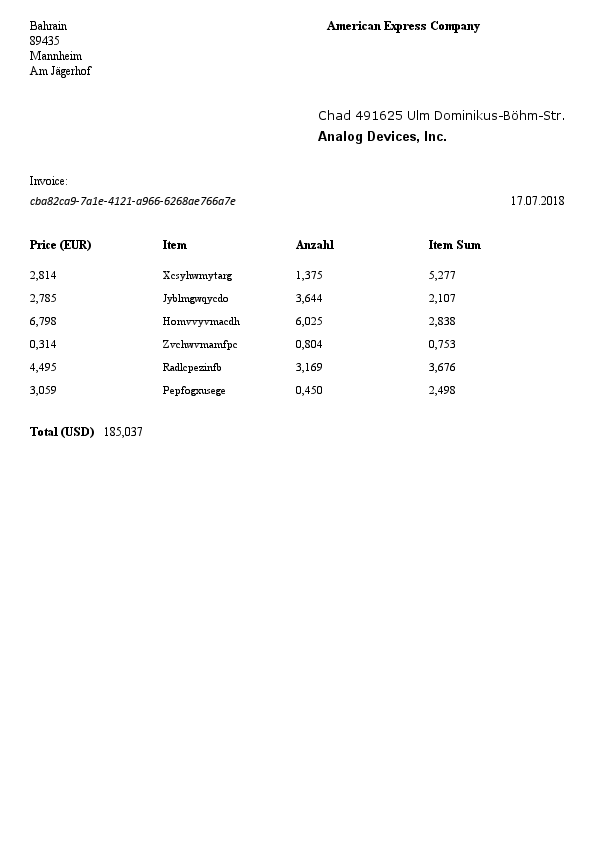 Bahrain
89435
Mannheim
Am Jägerhof
American Express Company
Chad 491625 Ulm Dominikus-Böhm-Str.
Analog Devices, Inc.
Invoice:
cba82ca9-7a1e-4121-a966-6268ae766a7e 17.07.2018
Price (EUR) Item Anzahl Item Sum
2,814 Xcsyhwmytarg 1,375 5,277
2,785 Jyblmgwqycdo 3,644 2,107
6,798 Homvvyvmacdh 6,025 2,838
0,314 Zvchwvmamfpc 0,804 0,753
4,495 Radlcpezinfb 3,169 3,676
3,059 Pepfogxusege 0,450 2,498
Total (USD) 185,037